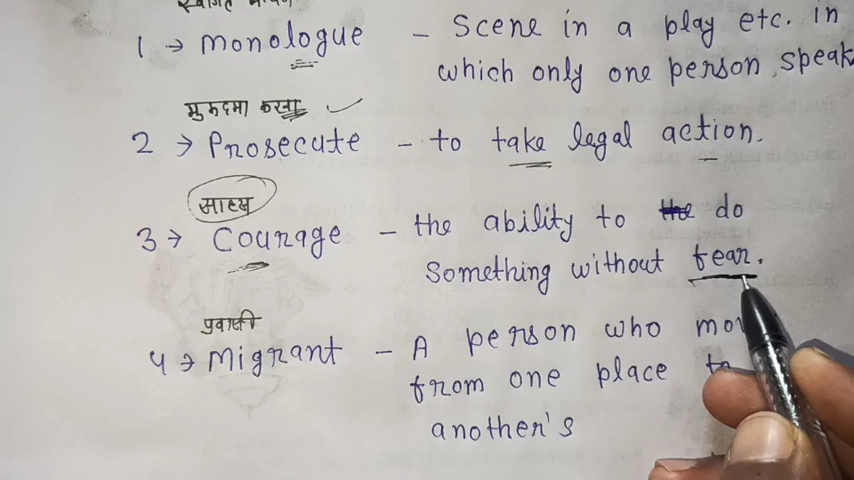 1 → monologue - Scene in a play etc. in
which only one person speak
मुकदमा करना
2 → Prosecute - to take legal action.
साहस
3 → Courage - the ability to do
Something without fear.
प्रवासी
4 → Migrant - A person who mo
from one place to
another's